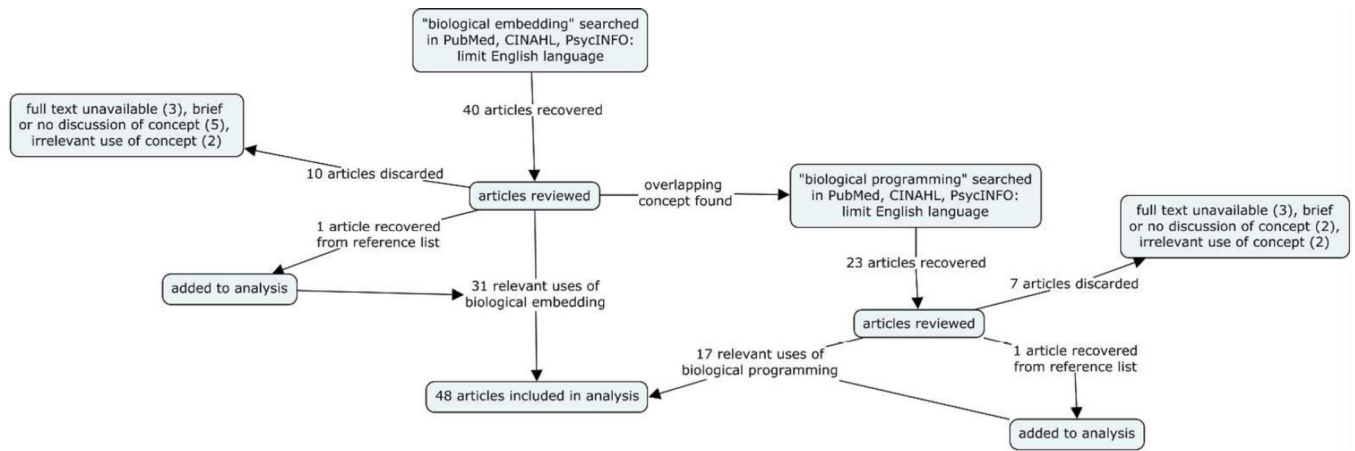 "biological embedding" searched
in PubMed, CINAHL, PsycINFO:
limit English language
40 articles recovered
full text unavailable (3), brief
or no discussion of concept (5),
irrelevant use of concept (2)
10 articles discarded
articles reviewed
overlapping
concept found
"biological programming" searched
in PubMed, CINAHL, PsycINFO:
limit English language
full text unavailable (3), brief
or no discussion of concept (2),
irrelevant use of concept (2)
1 article recovered
from reference list
23 articles recovered
7 articles discarded
added to analysis
31 relevant uses of
biological embedding
articles reviewed
17 relevant uses of
biological programming
1 article recovered
from reference list
48 articles included in analysis
added to analysis